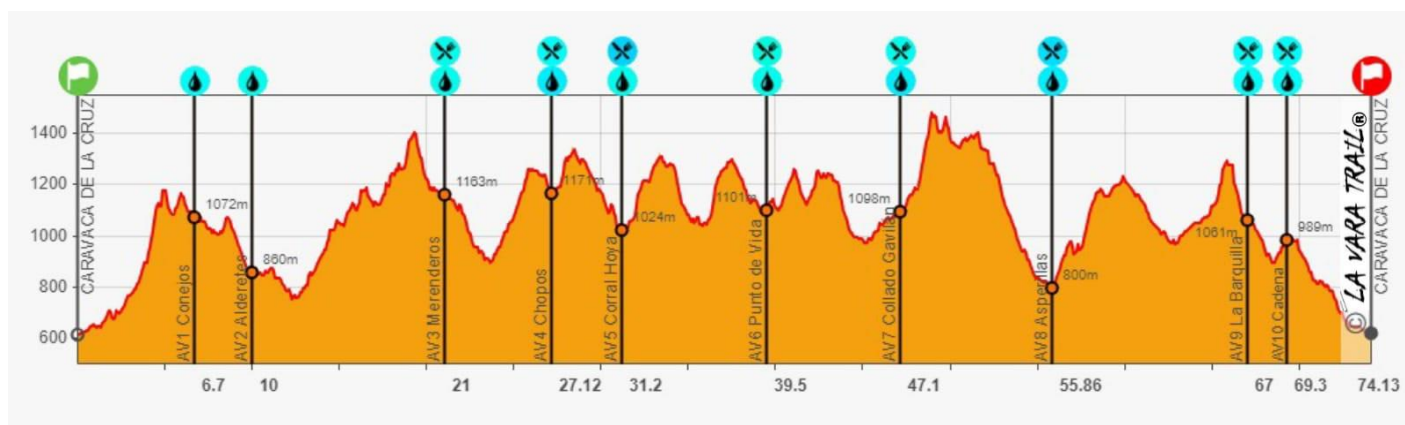 1400
1200
1000
800
600
CARAVACA DE LA CRUZ
AV1 Conejos
1072m
AV2 Alderetes
860m
AV3 Merenderos
1163m
AV4 Chopos
1171m
AV5 Corral Hoya
1024m
AV6 Punto de Vida
1101m
AV7 Collado Gavilan
1098m
AV8 Asperillas
800m
AV9 La Barquilla
1061m
AV10 Cadena
989m
© LA VARA TRAIL®
CARAVACA DE LA CRUZ
6.7
10
21
27.12
31.2
39.5
47.1
55.86
67
69.3
74.13